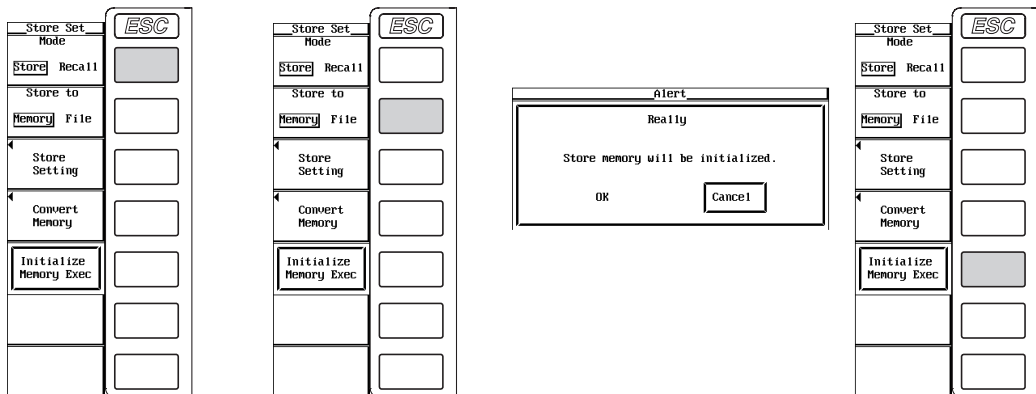 Store Set
ESC
Mode
Store Recall
Store to
Memory File
Store
Setting
Convert
Memory
Initialize
Memory Exec
Store Set
ESC
Mode
Store Recall
Store to
Memory File
Store
Setting
Convert
Memory
Initialize
Memory Exec
Alert
Really
Store memory will be initialized.
OK
Cancel
Store Set
ESC
Mode
Store Recall
Store to
Memory File
Store
Setting
Convert
Memory
Initialize
Memory Exec